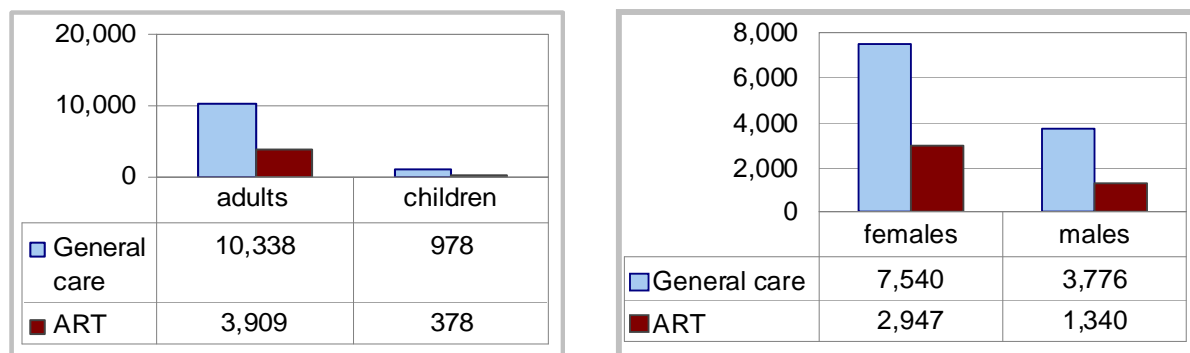 20,000
10,000
0
adults children
General care 10,338 978
ART 3,909 378
8,000
6,000
4,000
2,000
0
females males
General care 7,540 3,776
ART 2,947 1,340